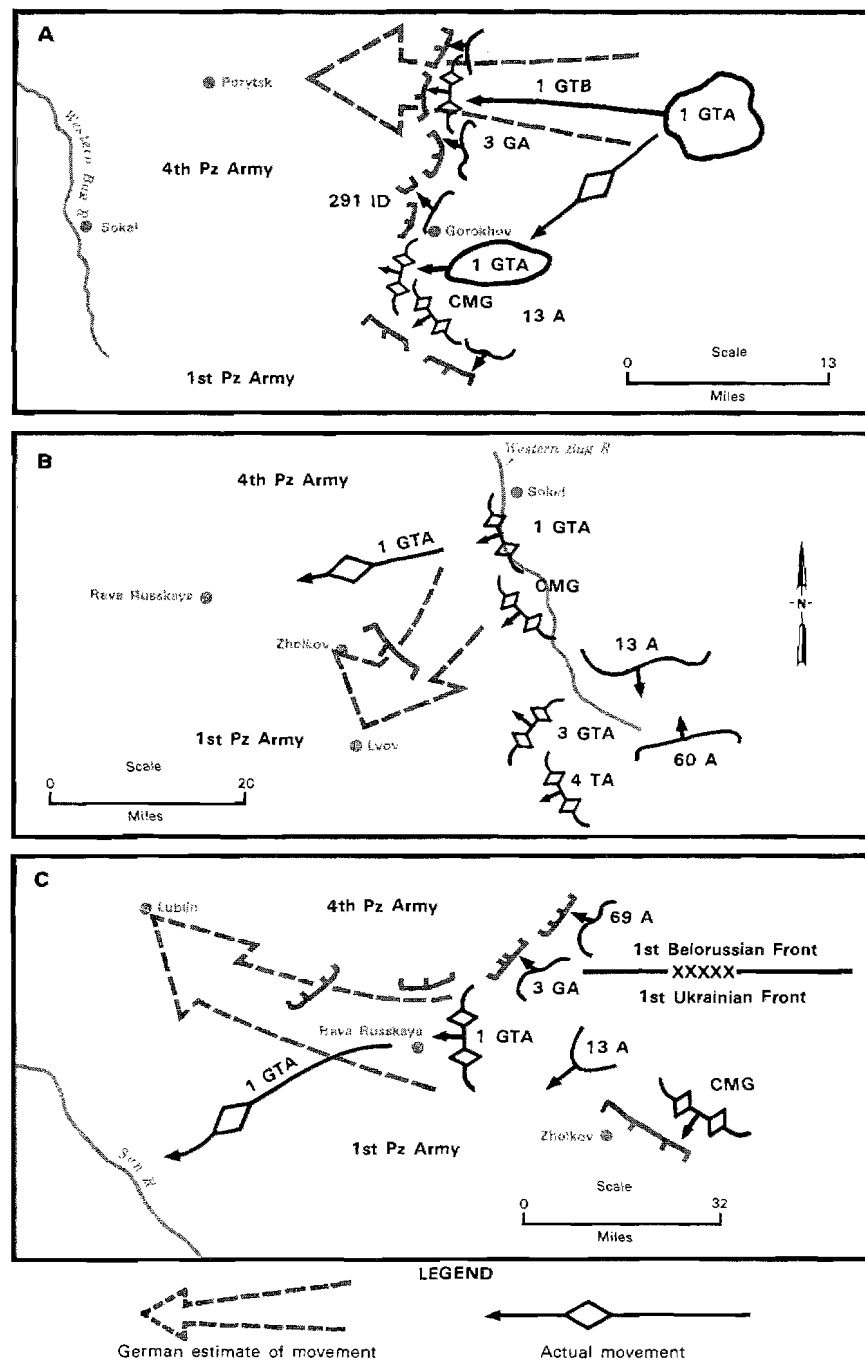 A
Porytsk
1 GTB
1 GTA
Western Bug R
4th Pz Army
3 GA
291 ID
Sokal
Gorokhov
1 GTA
CMG
13 A
1st Pz Army
0 Scale 13
Miles
B
Western Bug R
4th Pz Army
Sokal
1 GTA
1 GTA
CMG
Rava Russkaya
-N-
Zholkov
13 A
1st Pz Army
Lvov
3 GTA
60 A
Scale
0 20
Miles
4 TA
C
Lublin
4th Pz Army
69 A
1st Belorussian Front
XXXXX
3 GA
1st Ukrainian Front
Rava Russkaya
1 GTA
13 A
1 GTA
CMG
Zholkov
1st Pz Army
San R
Scale
0 32
Miles
LEGEND
German estimate of movement
Actual movement